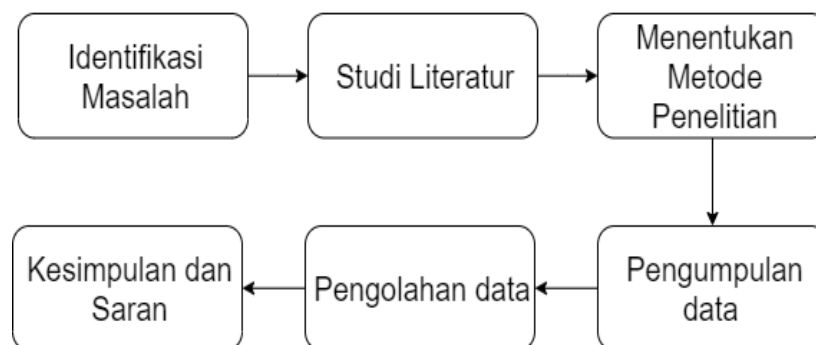 Identifikasi
Masalah
Studi Literatur
Menentukan
Metode
Penelitian
Pengumpulan
data
Pengolahan data
Kesimpulan dan
Saran